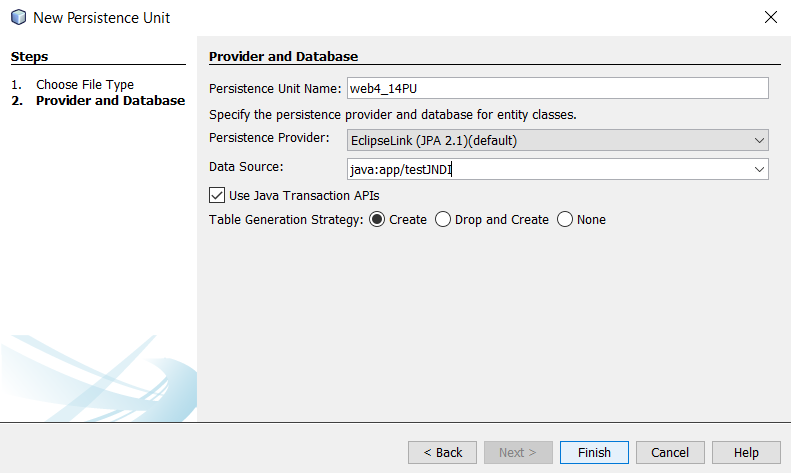 New Persistence Unit
Steps
1. Choose File Type
2. Provider and Database
Provider and Database
Persistence Unit Name: web4_14PU
Specify the persistence provider and database for entity classes.
Persistence Provider: EclipseLink (JPA 2.1)(default)
Data Source: java:app/testJNDI
Use Java Transaction APIs
Table Generation Strategy: Create Drop and Create None
< Back Next > Finish Cancel Help